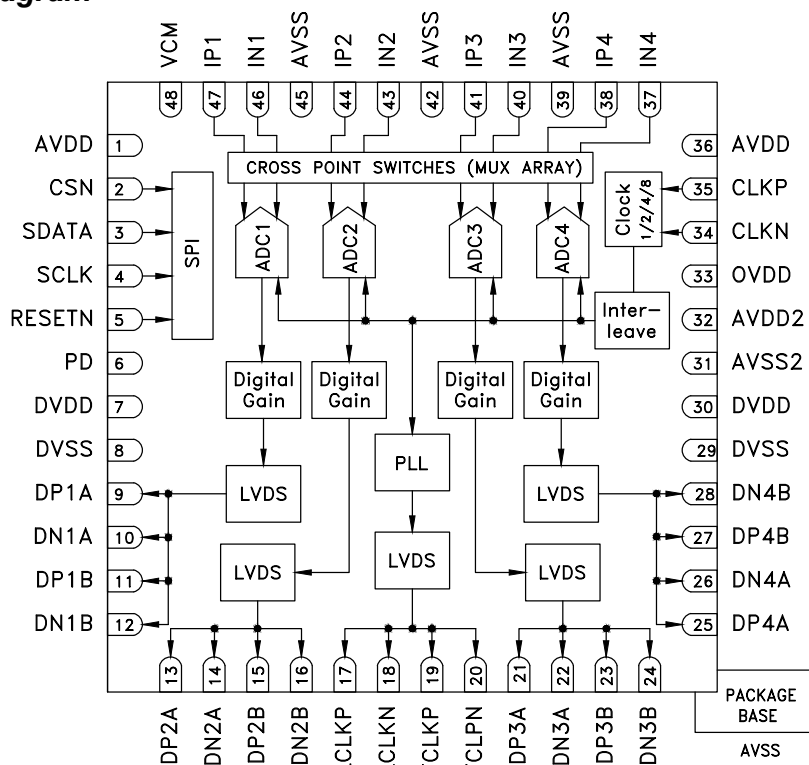 agram
VCM IP1 IN1 AVSS IP2 IN2 AVSS IP3 IN3 AVSS IP4 IN4
48 47 46 45 44 43 42 41 40 39 38 37
AVDD 1
CSN 2
SDATA 3
SCLK 4
RESETN 5
PD 6
DVDD 7
DVSS 8
DP1A 9
DN1A 10
DP1B 11
DN1B 12
CROSS POINT SWITCHES (MUX ARRAY)
SPI
ADC1
ADC2
ADC3
ADC4
Clock
1/2/4/8
Inter-
leave
Digital
Gain
Digital
Gain
Digital
Gain
Digital
Gain
PLL
LVDS
LVDS
LVDS
LVDS
LVDS
36 AVDD
35 CLKP
34 CLKN
33 OVDD
32 AVDD2
31 AVSS2
30 DVDD
29 DVSS
28 DN4B
27 DP4B
26 DN4A
25 DP4A
13 14 15 16 17 18 19 20 21 22 23 24
DP2A DN2A DP2B DN2B CLKP CLKN CLKP CLPN DP3A DN3A DP3B DN3B
PACKAGE
BASE
AVSS